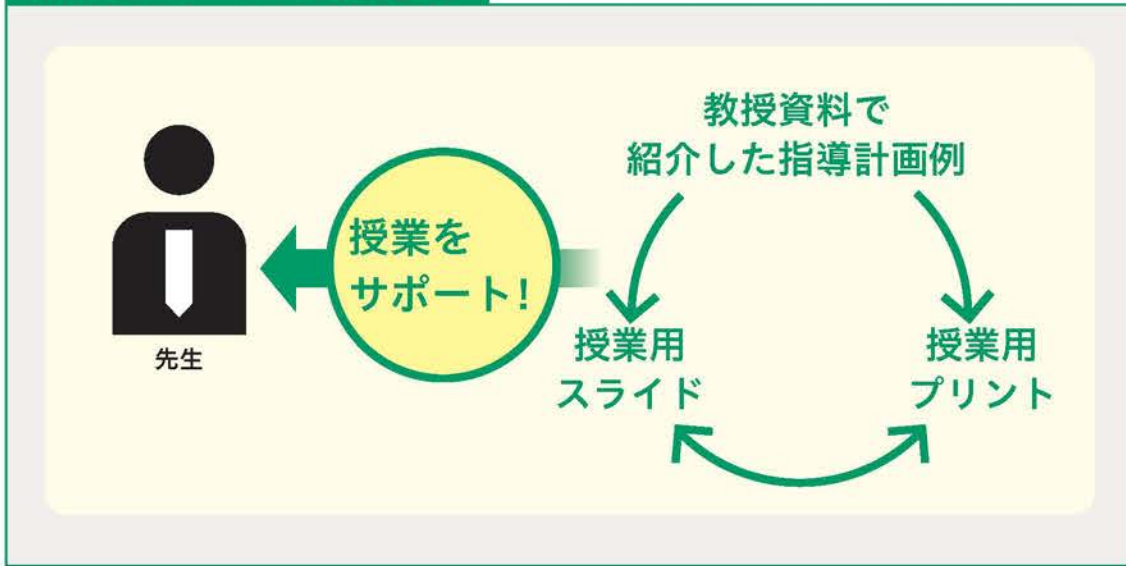 教授資料で
紹介した指導計画例
授業を
サポート!
先生
授業用
スライド
授業用
プリント